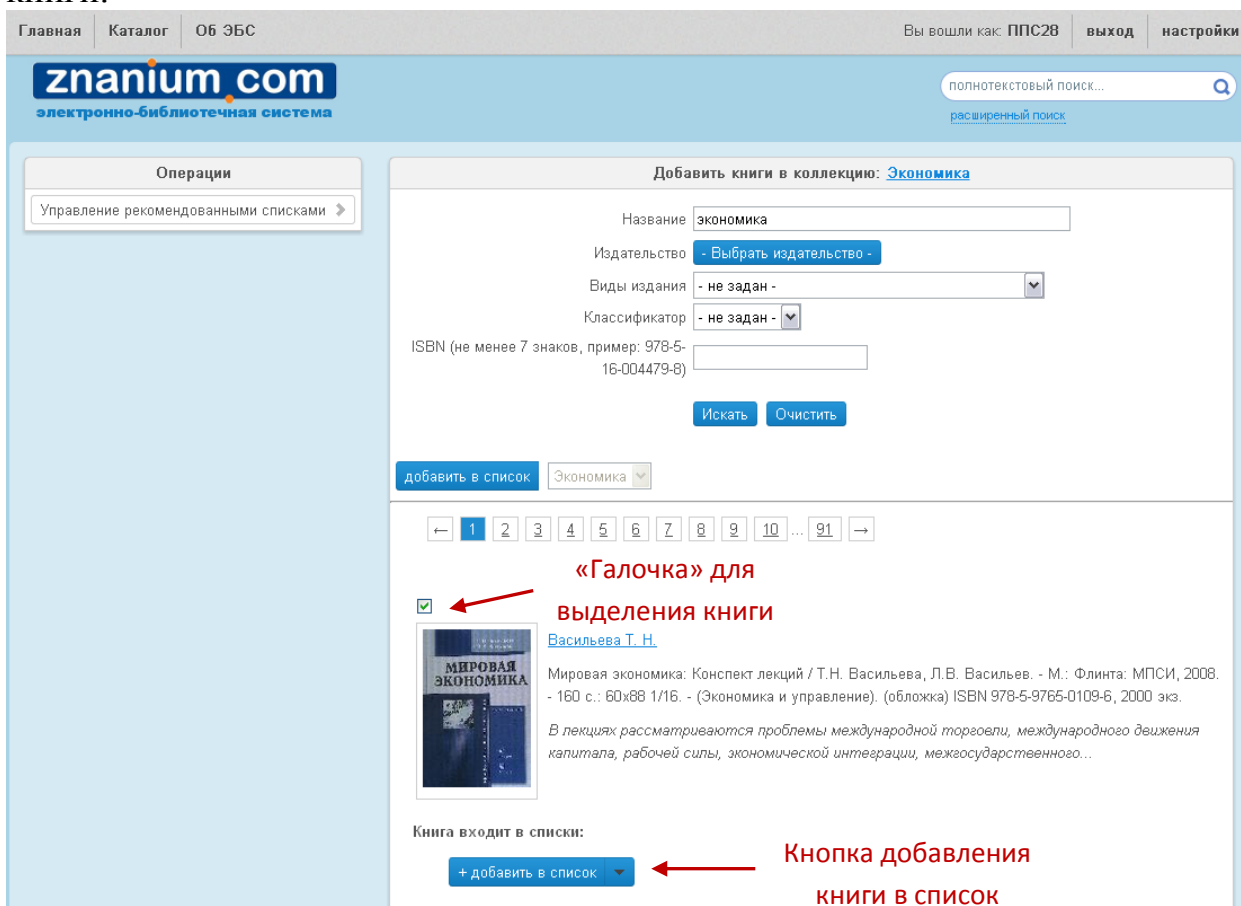 книги.
Главная Каталог Об ЭБС Вы вошли как: ППС28 выход настройки
znanium.com
электронно-библиотечная система
полнотекстовый поиск...
расширенный поиск
Операции
Управление рекомендованными списками
Добавить книги в коллекцию: Экономика
Название экономика
Издательство - Выбрать издательство -
Виды издания - не задан -
Классификатор - не задан -
ISBN (не менее 7 знаков, пример: 978-5-
16-004479-8)
Искать Очистить
добавить в список Экономика
← 1 2 3 4 5 6 7 8 9 10 ... 91 →
«Галочка» для
выделения книги
МИРОВАЯ
ЭКОНОМИКА
Васильева Т. Н.
Мировая экономика: Конспект лекций / Т.Н. Васильева, Л.В. Васильев. - М.: Флинта: МПСИ, 2008.
- 160 с.: 60x88 1/16. - (Экономика и управление). (обложка) ISBN 978-5-9765-0109-6, 2000 экз.
В лекциях рассматриваются проблемы международной торговли, международного движения
капитала, рабочей силы, экономической интеграции, межгосударственного...
Книга входит в списки:
+ добавить в список
Кнопка добавления
книги в список